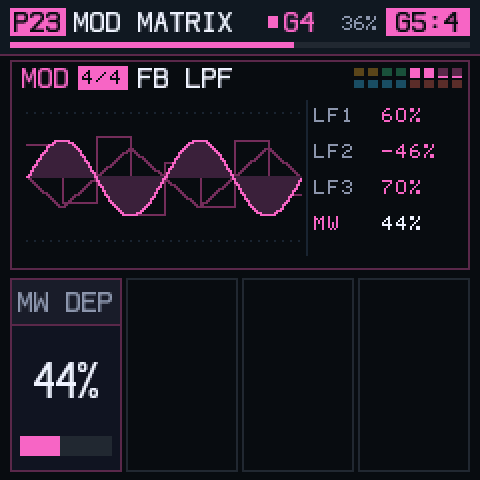 P23 MOD MATRIX G4 36% G5:4
MOD 4/4 FB LPF
LF1 60%
LF2 -46%
LF3 70%
MW 44%
MW DEP
44%